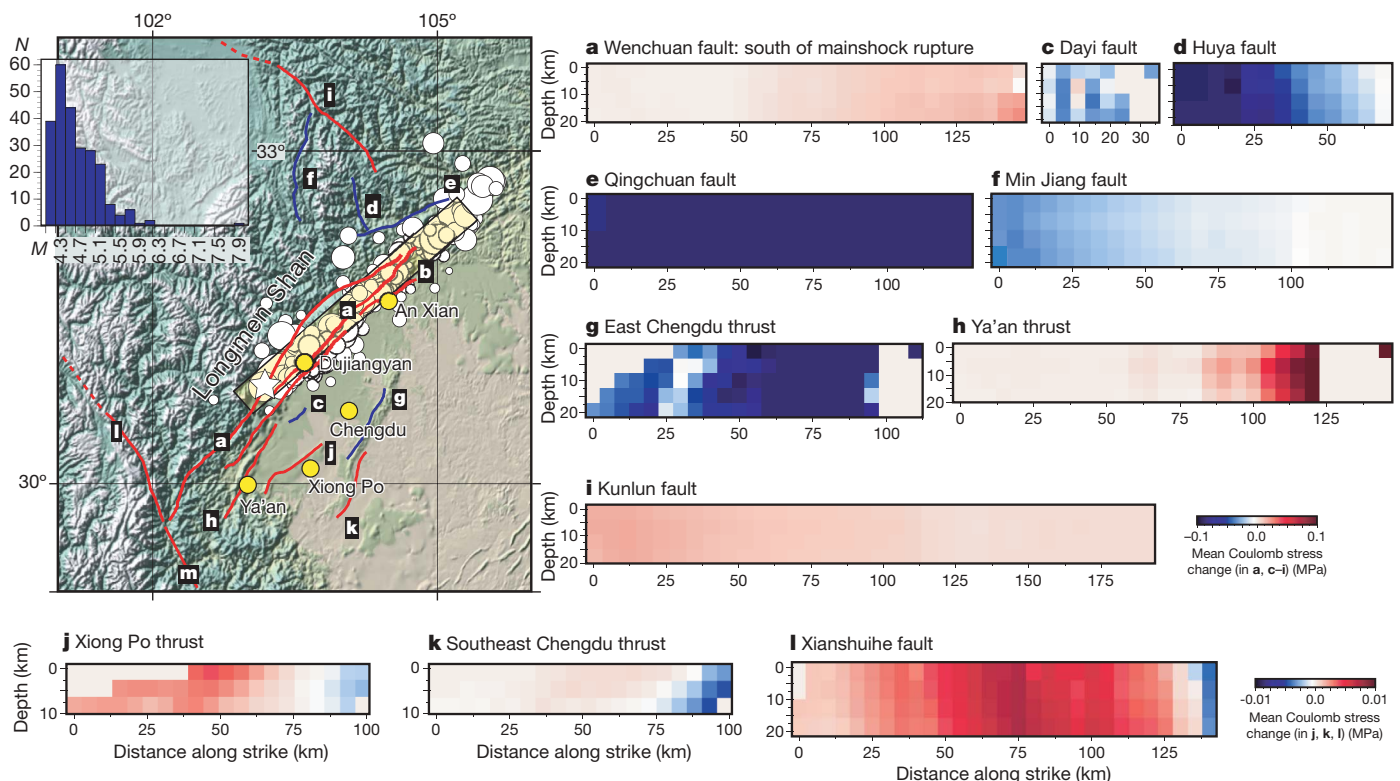 102º 105º
N
60
50
40
30
20
10
0
M 4.3 4.7 5.1 5.5 5.9 6.3 6.7 7.1 7.5 7.9
33º
30º
i
f
d
e
b
a
An Xian
Longmen Shan
Dujiangyan
c
g
Chengdu
l
a
j
Xiong Po
Ya'an
h
k
m
a Wenchuan fault: south of mainshock rupture
Depth (km)
0
10
20
0 25 50 75 100 125
c Dayi fault
0 10 20 30
d Huya fault
0 25 50
e Qingchuan fault
Depth (km)
0
10
20
0 25 50 75 100
f Min Jiang fault
0 25 50 75 100 125
g East Chengdu thrust
Depth (km)
0
10
20
0 25 50 75 100
h Ya'an thrust
0
10
20
0 25 50 75 100 125
i Kunlun fault
Depth (km)
0
10
20
0 25 50 75 100 125 150 175
–0.1 0.0 0.1
Mean Coulomb stress
change (in a, c–i) (MPa)
j Xiong Po thrust
Depth (km)
0
10
0 25 50 75 100
Distance along strike (km)
k Southeast Chengdu thrust
0
10
0 25 50 75 100
Distance along strike (km)
l Xianshuihe fault
0
10
20
0 25 50 75 100 125
Distance along strike (km)
-0.01 0.0 0.01
Mean Coulomb stress
change (in j, k, l) (MPa)